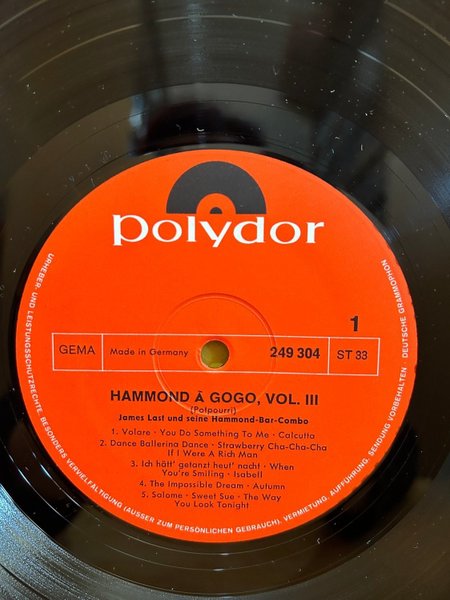 polydor
1
GEMA
Made in Germany
249 304
ST 33
HAMMOND À GOGO, VOL. III
(Potpourri)
James Last und seine Hammond-Bar-Combo
1. Volare · You Do Something To Me · Calcutta
2. Dance Ballerina Dance · Strawberry Cha-Cha-Cha
If I Were A Rich Man
3. Ich hätt' getanzt heut' nacht · When
You're Smiling · Isabell
4. The Impossible Dream · Autumn
5. Salome · Sweet Sue · The Way
You Look Tonight
URHEBER- UND LEISTUNGSSCHUTZRECHTE, BESONDERS VERVIELFÄLTIGUNG (AUSSER ZUM PERSÖNLICHEN GEBRAUCH), VERMIETUNG, AUFFÜHRUNG, SENDUNG VORBEHALTEN DEUTSCHE GRAMMOPHON